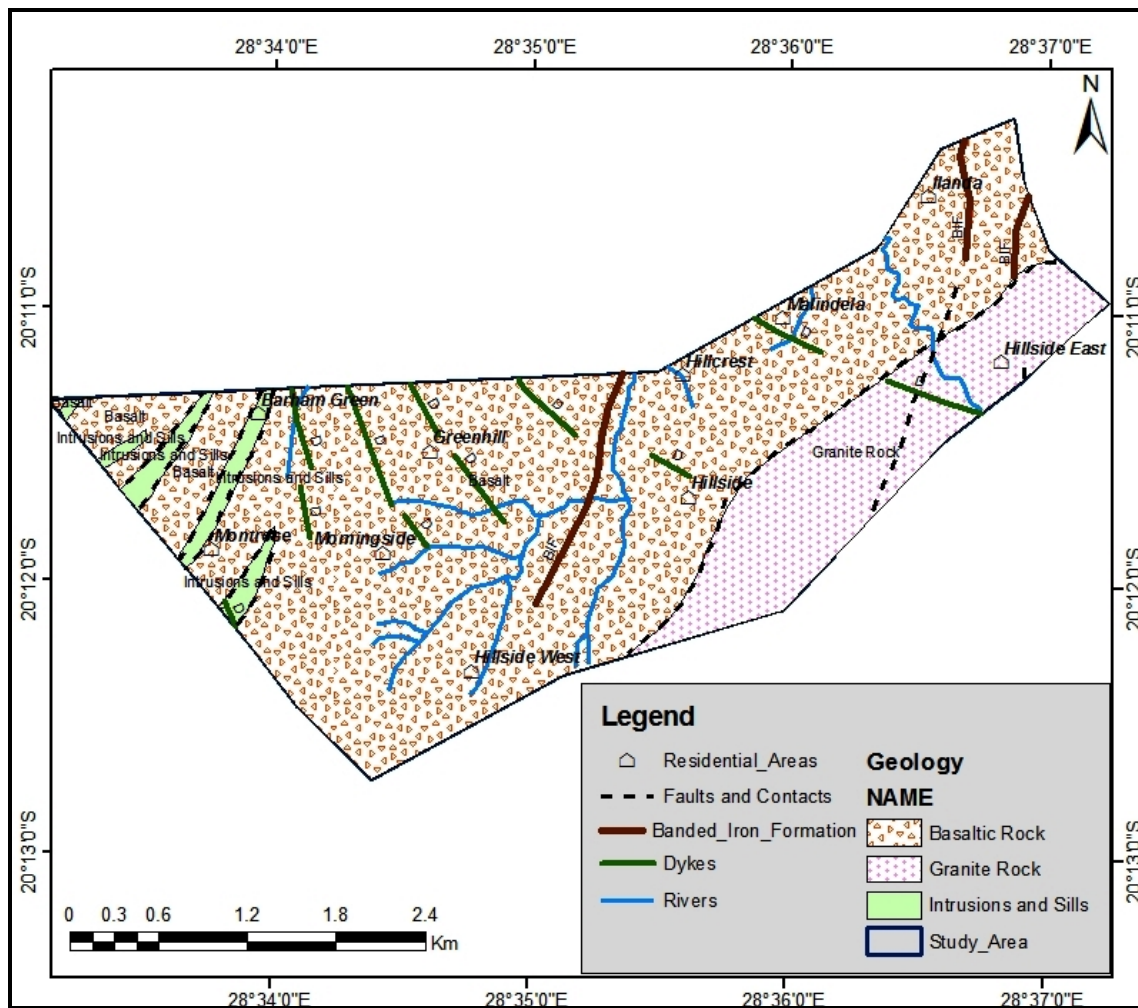 28°34'0"E 28°35'0"E 28°36'0"E 28°37'0"E
N
Ilanda
BIF
BIF
20°11'0"S
20°11'0"S
Malindela
Hillside East
Hillcrest
Basalt
Barham Green
Basalt
Intrusions and Sills
Intrusions and Sills
Greenhill
Granite Rock
Basalt
Intrusions and Sills
Basalt
Hillside
Montrose
Morningside
BIF
20°12'0"S
20°12'0"S
Intrusions and Sills
Hillside West
Legend
Residential_Areas
Faults and Contacts
Banded_Iron_Formation
Dykes
Rivers
Geology
NAME
Basaltic Rock
Granite Rock
Intrusions and Sills
Study_Area
20°13'0"S
20°13'0"S
0 0.3 0.6 1.2 1.8 2.4
Km
28°34'0"E 28°35'0"E 28°36'0"E 28°37'0"E